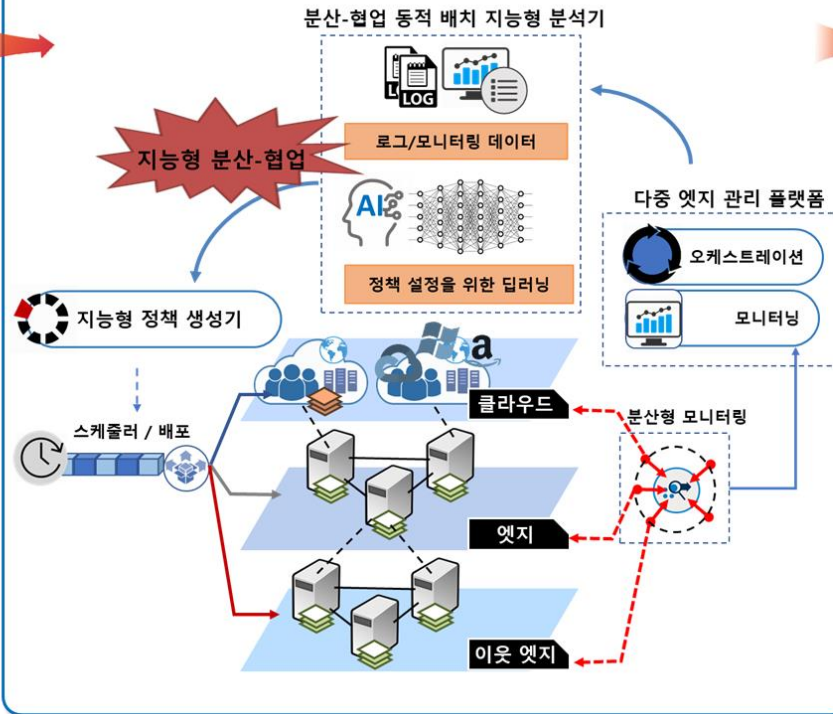 분산-협업 동적 배치 지능형 분석기
LOG
로그/모니터링 데이터
지능형 분산-협업
AI
정책 설정을 위한 딥러닝
다중 엣지 관리 플랫폼
오케스트레이션
모니터닝
지능형 정책 생성기
a
클라우드
스케줄러 / 배포
분산형 모니터링
엣지
이웃 엣지